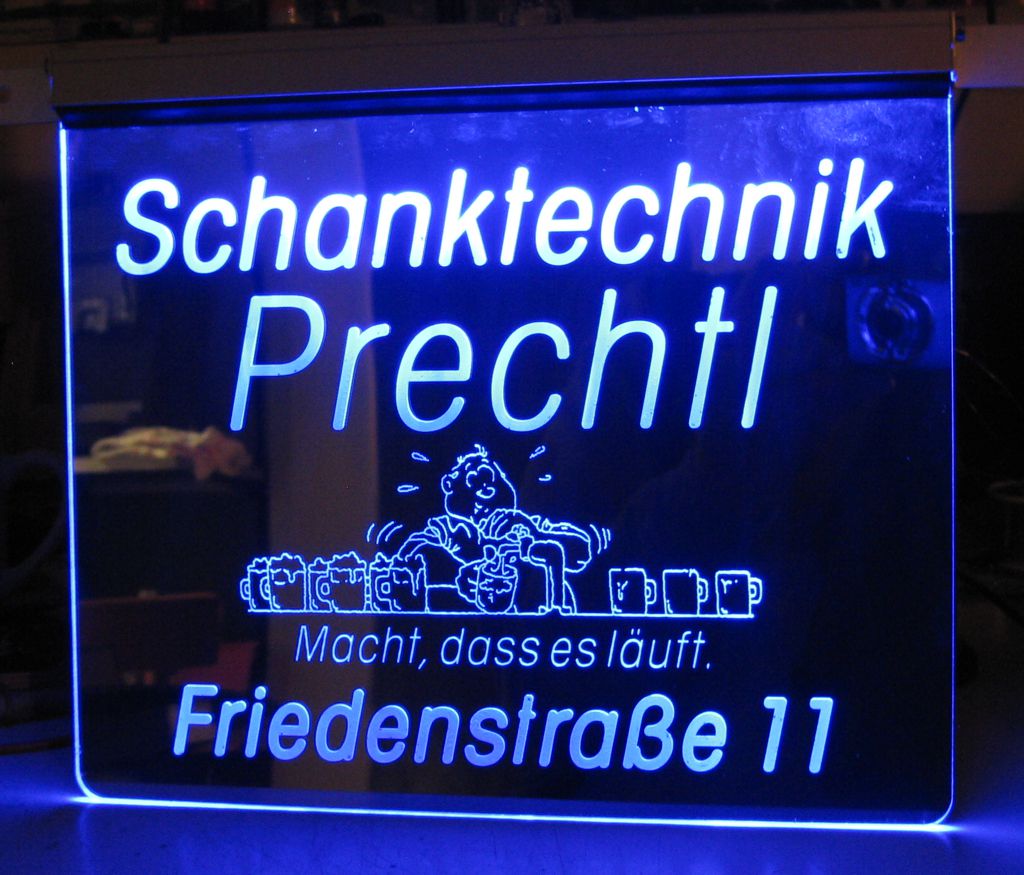 Schanktechnik
Prechtl
Macht, dass es läuft.
Friedenstraße 11